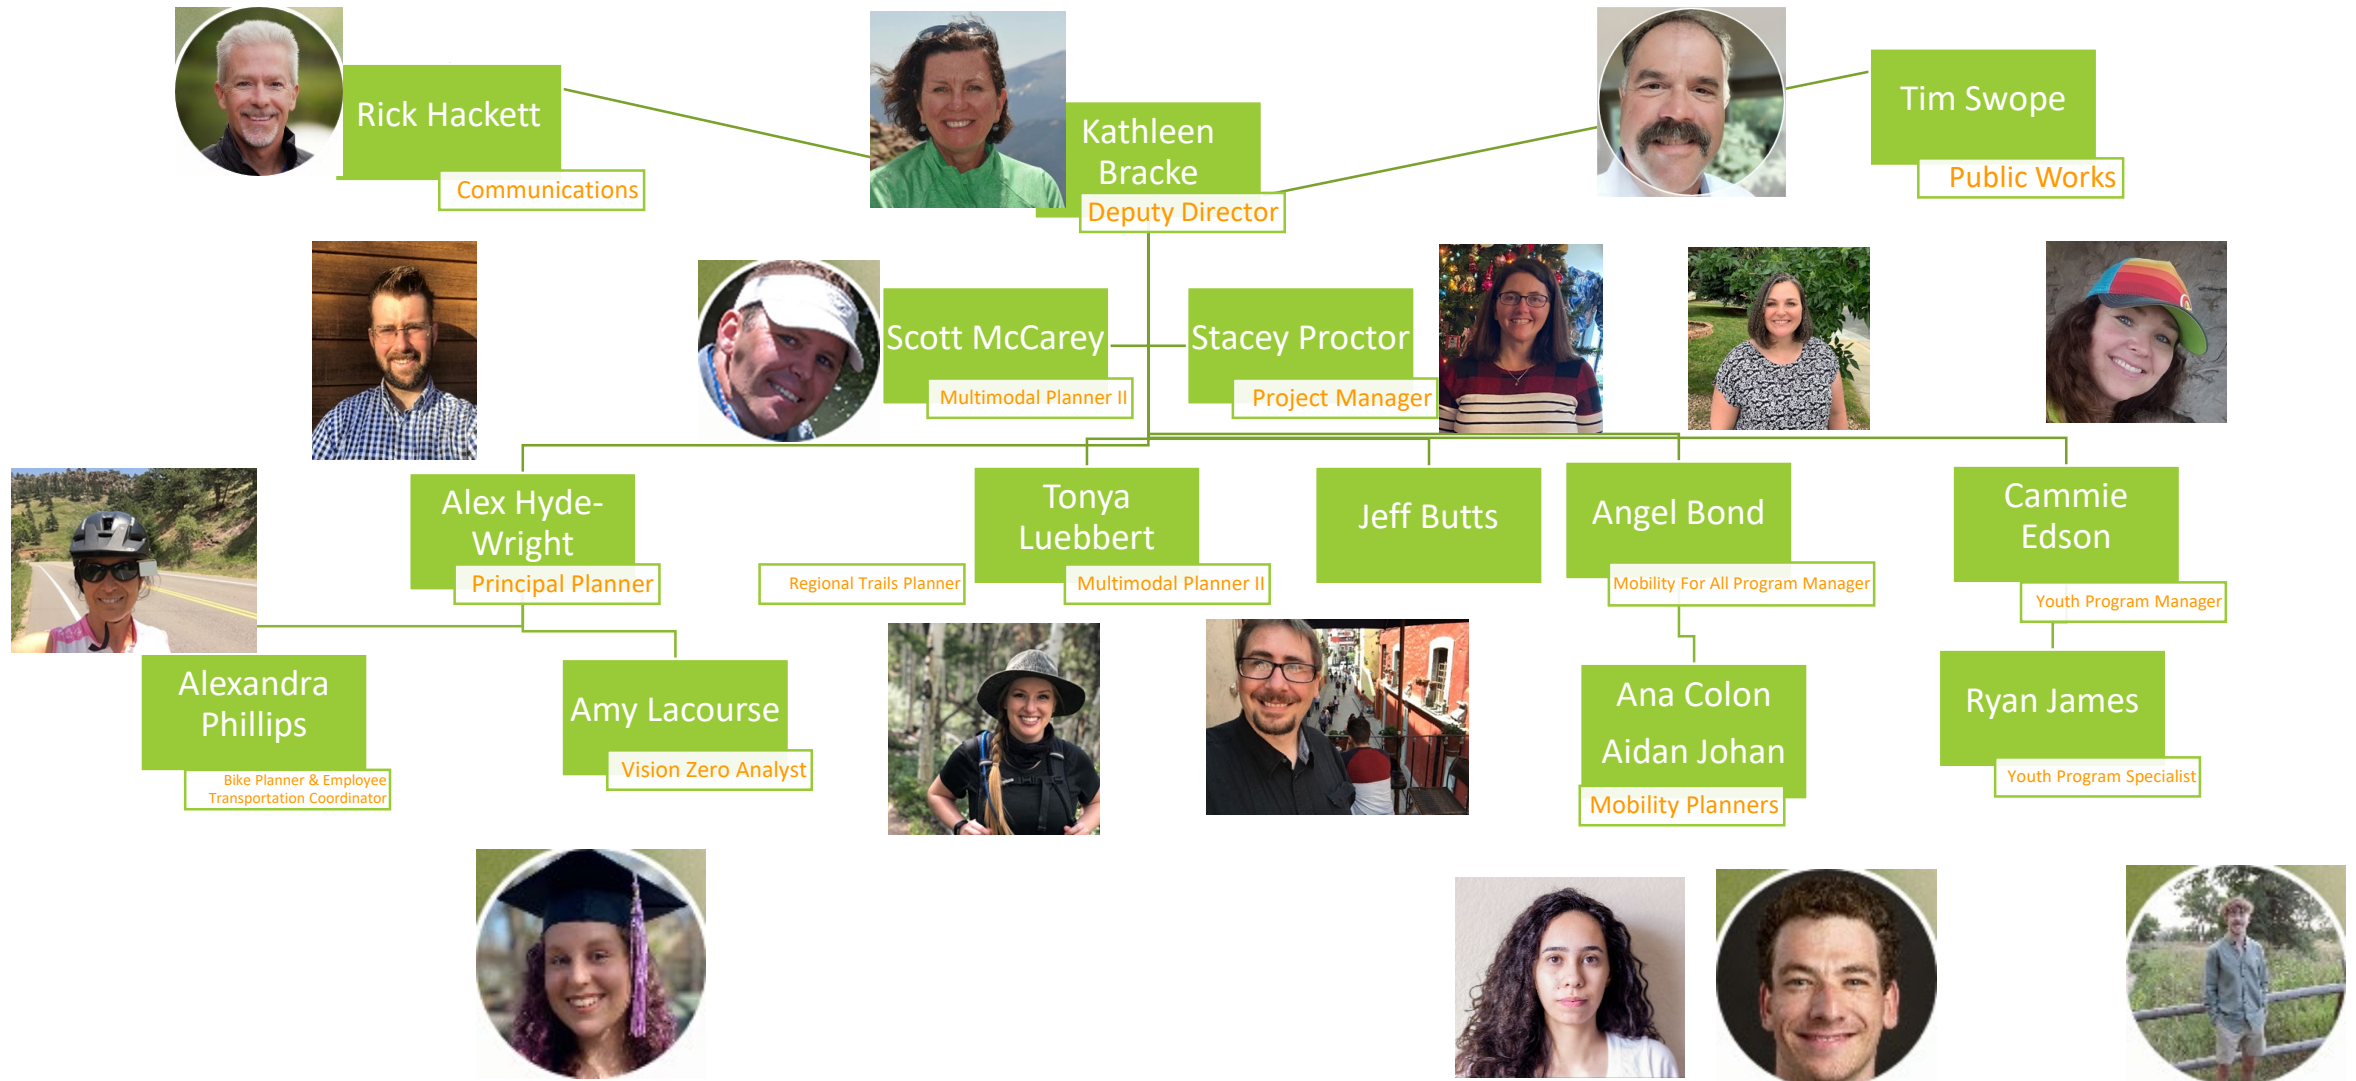 Rick Hackett
Communications
Kathleen
Bracke
Deputy Director
Tim Swope
Public Works
Scott McCarey
Multimodal Planner II
Stacey Proctor
Project Manager
Alex Hyde-
Wright
Principal Planner
Regional Trails Planner
Tonya
Luebbert
Multimodal Planner II
Jeff Butts
Angel Bond
Mobility For All Program Manager
Cammie
Edson
Youth Program Manager
Alexandra
Phillips
Bike Planner & Employee
Transportation Coordinator
Amy Lacourse
Vision Zero Analyst
Ana Colon
Aidan Johan
Mobility Planners
Ryan James
Youth Program Specialist